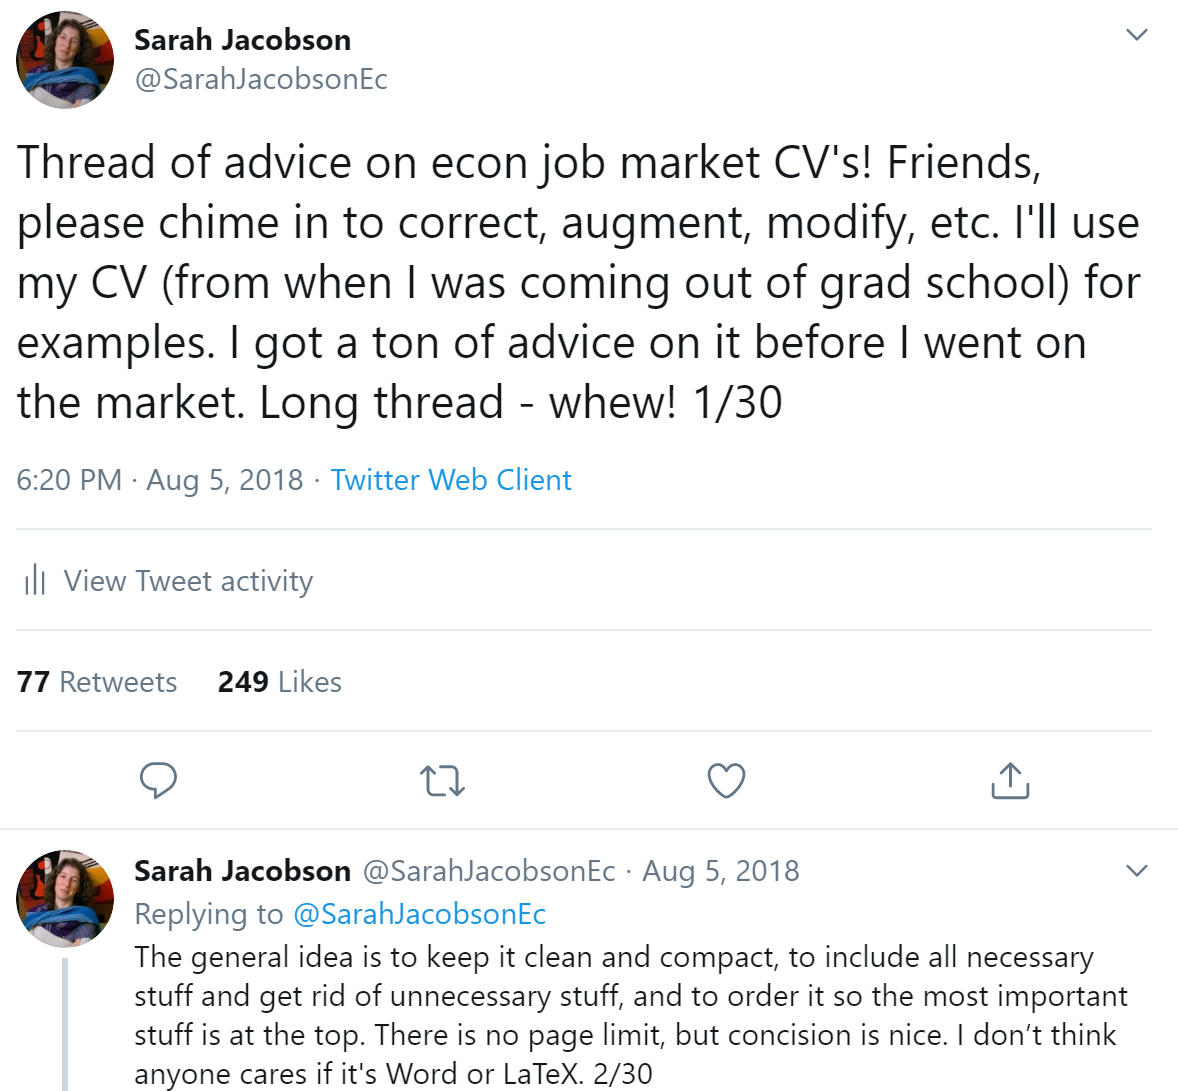 Sarah Jacobson
@SarahJacobsonEc
Thread of advice on econ job market CV's! Friends,
please chime in to correct, augment, modify, etc. I'll use
my CV (from when I was coming out of grad school) for
examples. I got a ton of advice on it before I went on
the market. Long thread - whew! 1/30
6:20 PM · Aug 5, 2018 · Twitter Web Client
View Tweet activity
77 Retweets 249 Likes
Sarah Jacobson @SarahJacobsonEc · Aug 5, 2018
Replying to @SarahJacobsonEc
The general idea is to keep it clean and compact, to include all necessary
stuff and get rid of unnecessary stuff, and to order it so the most important
stuff is at the top. There is no page limit, but concision is nice. I don’t think
anyone cares if it's Word or LaTeX. 2/30